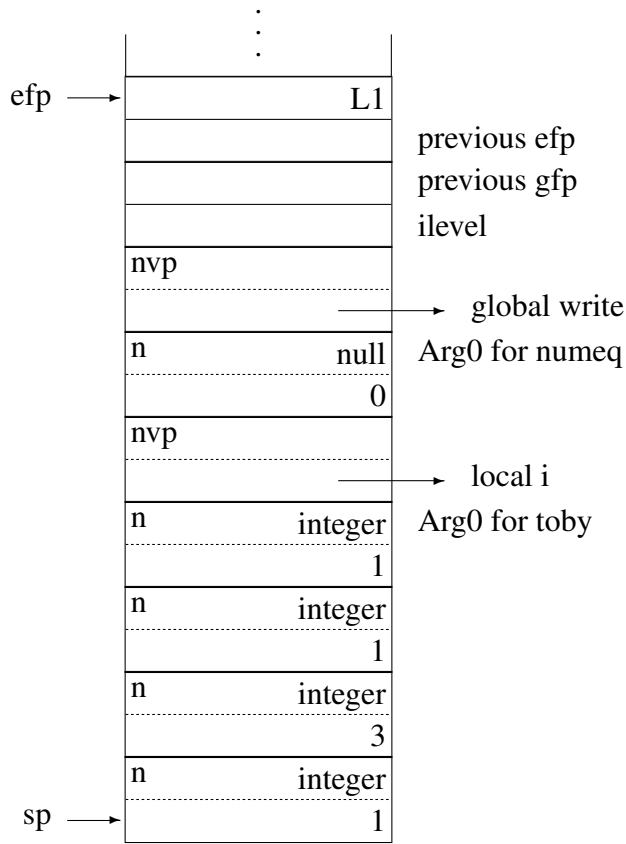 efp L1
previous efp
previous gfp
ilevel
nvp
global write
n null Arg0 for numeq
0
nvp
local i
n integer Arg0 for toby
1
n integer
1
n integer
3
n integer
sp 1